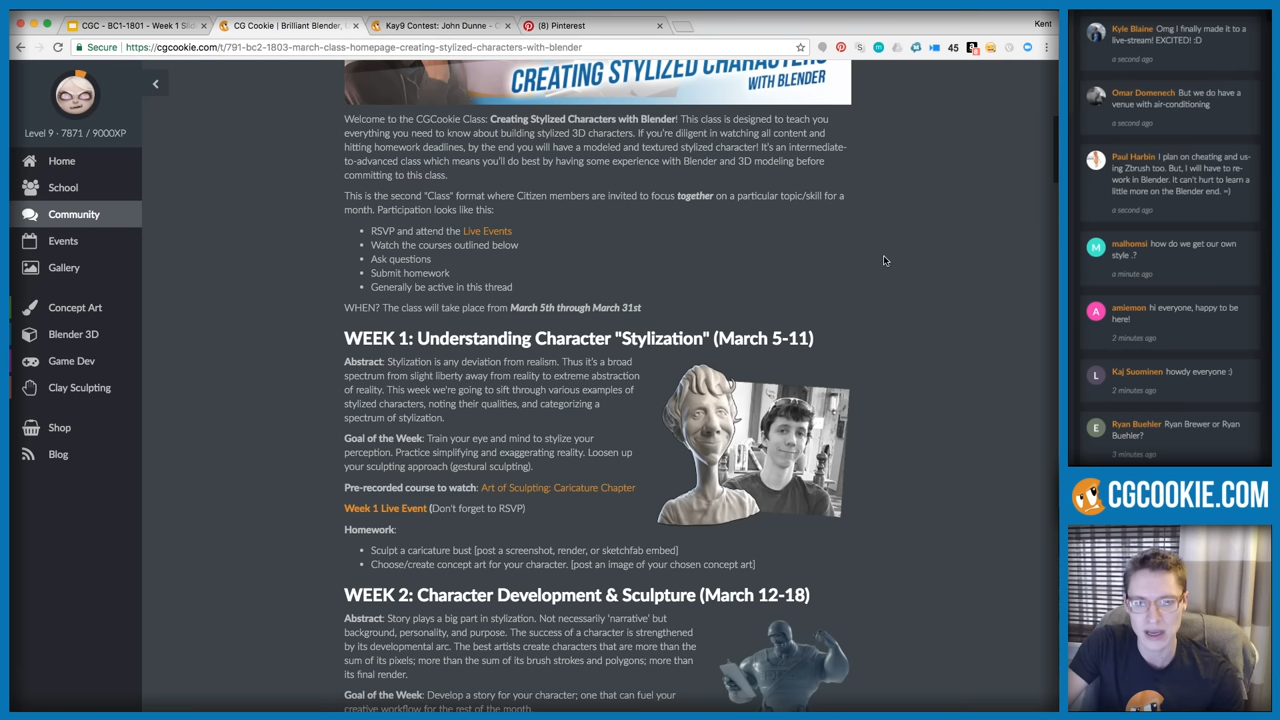 CGC - BC1-1801 - Week 1 Sli
CG Cookie | Brilliant Blender, U
Kay9 Contest: John Dunne - C
(8) Pinterest
Kent
Secure
https://cgcookie.com/t/791-bc2-1803-march-class-homepage-creating-stylized-characters-with-blender
45
Level 9 - 7871 / 9000XP
Home
School
Community
Events
Gallery
Concept Art
Blender 3D
Game Dev
Clay Sculpting
Shop
Blog
CREATING STYLIZED CHARACTERS
WITH BLENDER
Welcome to the CGCookie Class: Creating Stylized Characters with Blender! This class is designed to teach you
everything you need to know about building stylized 3D characters. If you're diligent in watching all content
and hitting homework deadlines, by the end you will have a modeled and textured stylized character! It's an intermediate-
to-advanced class which means you'll do best by having some experience with Blender and 3D modeling before
committing to this class.
This is the second "Class" format where Citizen members are invited to focus together on a particular topic/skill for a
month. Participation looks like this:
• RSVP and attend the Live Events
• Watch the courses outlined below
• Ask questions
• Submit homework
• Generally be active in this thread
WHEN? The class will take place from March 5th through March 31st
WEEK 1: Understanding Character "Stylization" (March 5-11)
Abstract: Stylization is any deviation from realism. Thus it's a broad
spectrum from slight liberty away from reality to extreme abstraction
of reality. This week we're going to sift through various examples of
stylized characters, noting their qualities, and categorizing a
spectrum of stylization.
Goal of the Week: Train your eye and mind to stylize your
perception. Practice simplifying and exaggerating reality. Loosen up
your sculpting approach (gestural sculpting).
Pre-recorded course to watch: Art of Sculpting: Caricature Chapter
Week 1 Live Event (Don't forget to RSVP)
Homework:
• Sculpt a caricature bust [post a screenshot, render, or sketchfab embed]
• Choose/create concept art for your character. [post an image of your chosen concept art]
WEEK 2: Character Development & Sculpture (March 12-18)
Abstract: Story plays a big part in stylization. Not necessarily 'narrative' but
background, personality, and purpose. The success of a character is strengthened
by its developmental arc. The best artists create characters that are more than the
sum of its pixels; more than the sum of its brush strokes and polygons; more than
its final render.
Goal of the Week: Develop a story for your character; one that can fuel your
creative workflow for the rest of the month.
Kyle Blaine Omg I finally made it to a
live-stream! EXCITED! :D
a second ago
Omar Domenech But we do have a
venue with air-conditioning
a second ago
Paul Harbin I plan on cheating and us-
ing Zbrush too. But, I will have to re-
work in Blender. It can't hurt to learn a
little more on the Blender end. =)
a second ago
M
malhomsi how do we get our own
style .?
a minute ago
A
amiemon hi everyone, happy to be
here!
2 minutes ago
L
Kaj Suominen howdy everyone :)
2 minutes ago
E
Ryan Buehler Ryan Brewer or Ryan
Buehler?
3 minutes ago
CGCOOKIE.COM